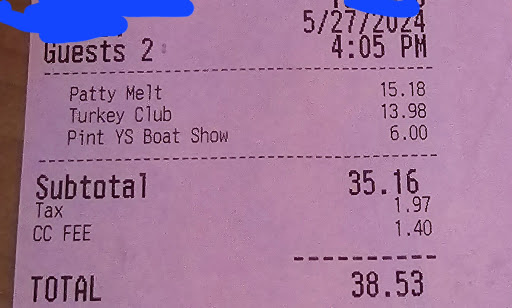 5/27/2024
Guests 2 4:05 PM
Patty Melt 15.18
Turkey Club 13.98
Pint YS Boat Show 6.00
Subtotal 35.16
Tax 1.97
CC FEE 1.40
TOTAL 38.53